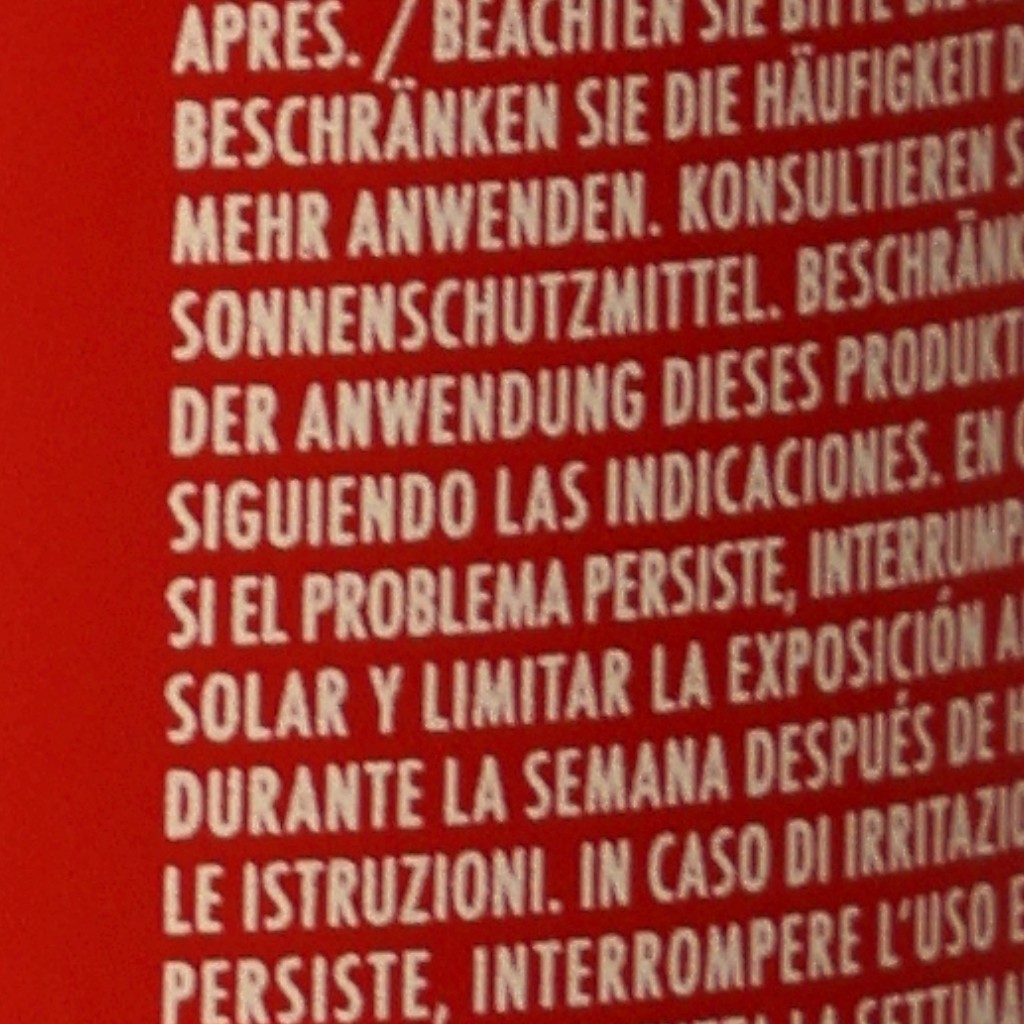 APRES. / BEACHTEN SIE BITTE
BESCHRÄNKEN SIE DIE HÄUFIGKEIT
MEHR ANWENDEN. KONSULTIEREN
SONNENSCHUTZMITTEL.
DER ANWENDUNG DIESES
SIGUIENDO LAS INDICACIONES. EN
SI EL PROBLEMA PERSISTE,
SOLAR Y LIMITAR LA EXPOSICIÓN
DURANTE LA SEMANA DESPUÉS DE
LE ISTRUZIONI. IN CASO DI
PERSISTE, INTERROMPERE L'USO
LA